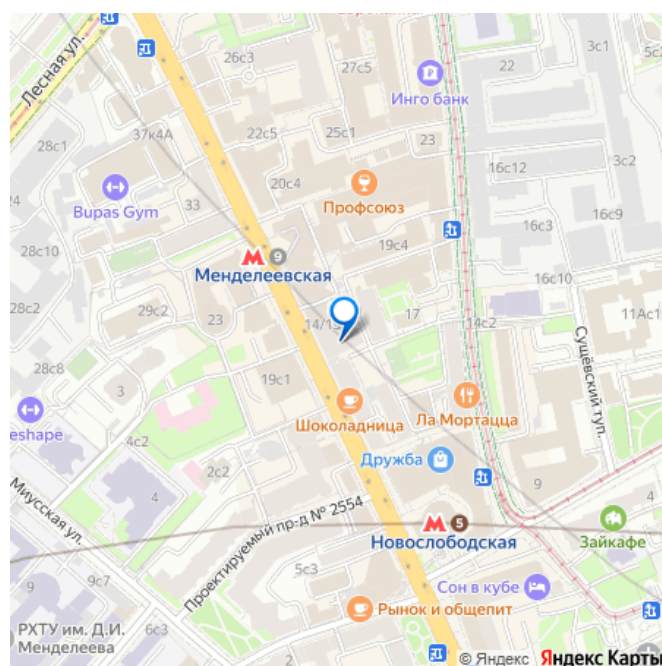 Лесная ул.
26с3
27с5
3с1
22
Инго банк
37к4А
22с5
25с1
23
28с1
16с12
3с2
20с4
Bupas Gym
33
Профсоюз
16с9
16с3
19с4
28с10
9
Менделеевская
16с10
28с2
29с2
23
14/1
17
14с2
11Ас1
Сущёвский туп.
3
19с1
Шоколадница
Ла Мортацца
eshape
4с2
Дружба
2с2
4
9
Миусская ул.
Проектируемый пр-д № 2554
5
Новослободская
Зайкафе
5с3
9
9с7
Сон в кубе
Рынок и общепит
РХТУ им. Д.И.
Менделеева
6с3
© Яндекс
Яндекс Карты